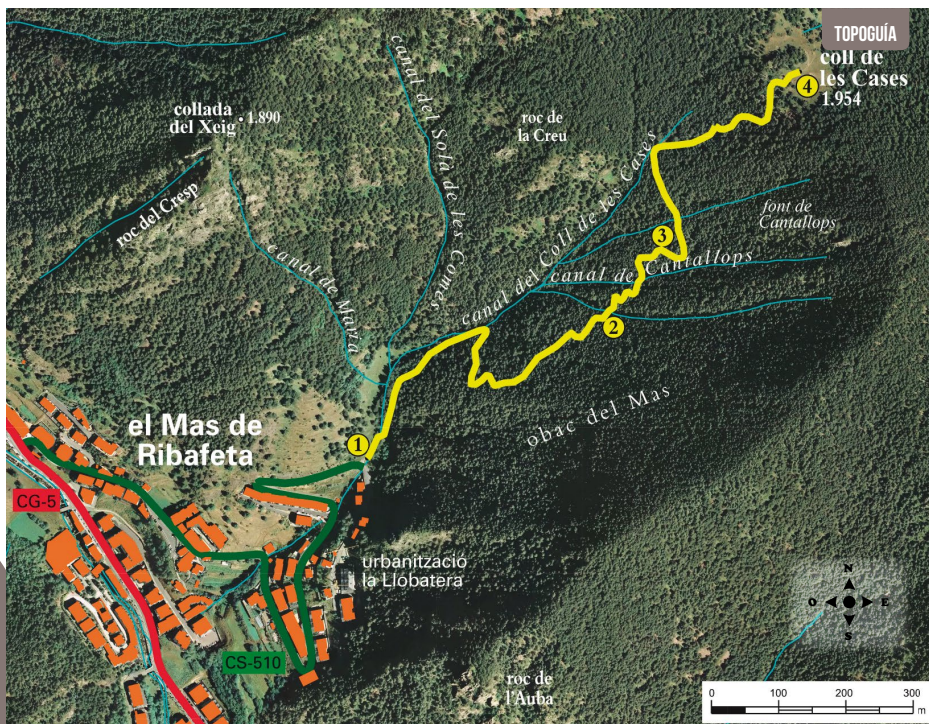 TOPOGUÍA
coll de
les Cases
1.954
4
canal del Solà de les Comes
collada
del Xeig
1.890
roc de
la Creu
roc del Cresp
canal del Coll de les Cases
font de
Cantallops
3
canal de Cantallops
canal de Maria
2
obac del Mas
el Mas de
Ribafeta
1
CG-5
urbanització
la Llobatera
CS-510
N
O
E
S
roc de
l'Auba
0
100
200
300
m